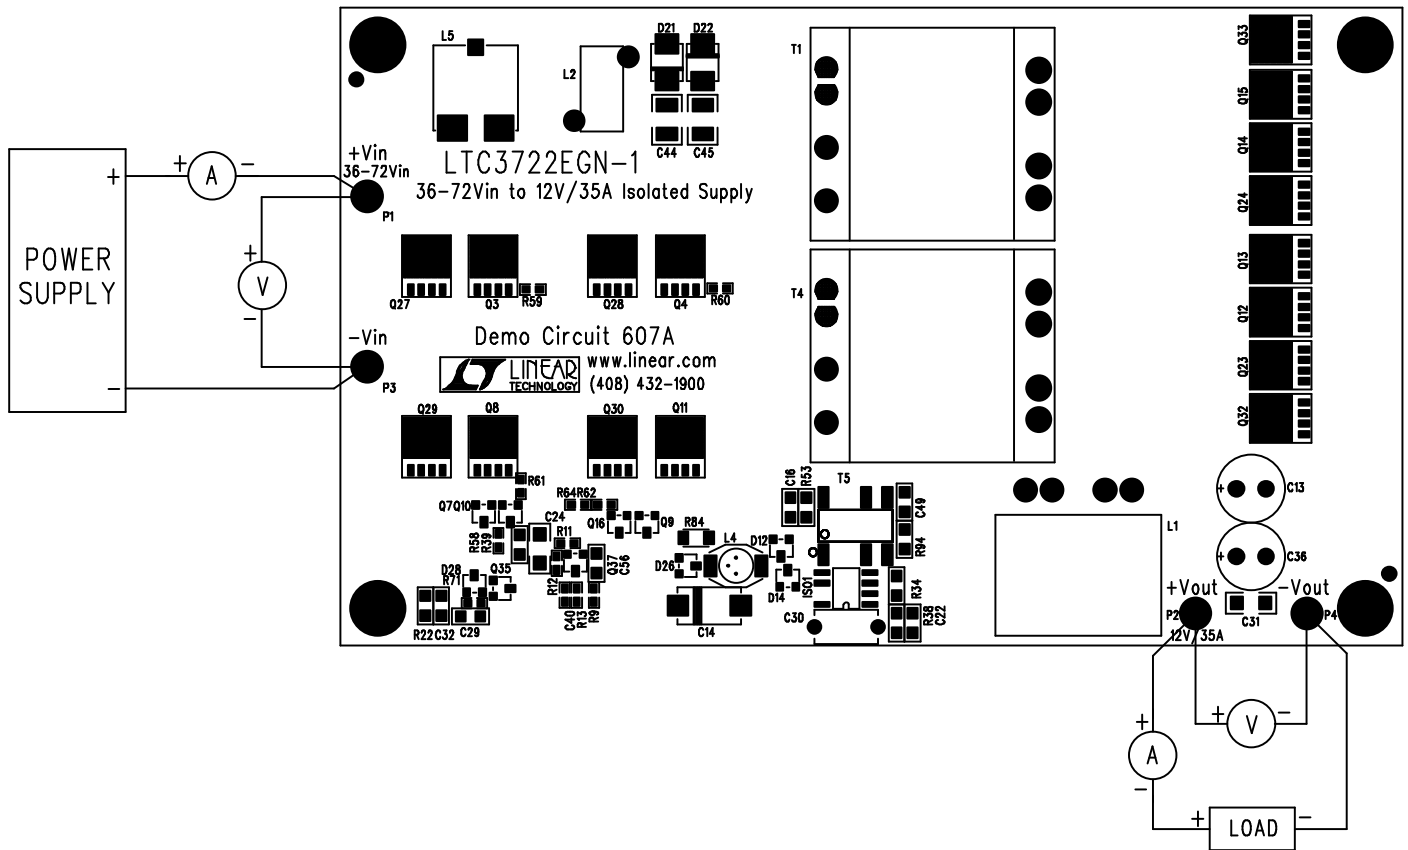 L5
L2
D21 D22
T1
Q33
Q15
+Vin
36-72Vin
+ A -
+
C44 C45
LTC3722EGN-1
36-72Vin to 12V/35A Isolated Supply
P1
Q14
Q24
POWER
SUPPLY
+
V
-
Q27
Q3
R59
Q28
Q4
R60
T4
Q13
Q12
-Vin
Demo Circuit 607A
LINEAR
TECHNOLOGY
www.linear.com
(408) 432-1900
-
P3
Q23
Q32
Q29
Q8
Q30
Q11
R61
C16
R53
T5
+ C13
Q7 Q10
R58
R39
C24
R64 R62
Q16
Q9
R84
L4
D12
C49
R94
L1
+ C36
R11
R12
Q37
C56
D26
D14
ISO1
R34
D28
R71
Q35
R22 C32
C29
C40
R13
R9
C14
C30
R38
C22
+Vout
-Vout
P2
12V/35A
C31
P4
+ V -
+
A
-
+ LOAD -